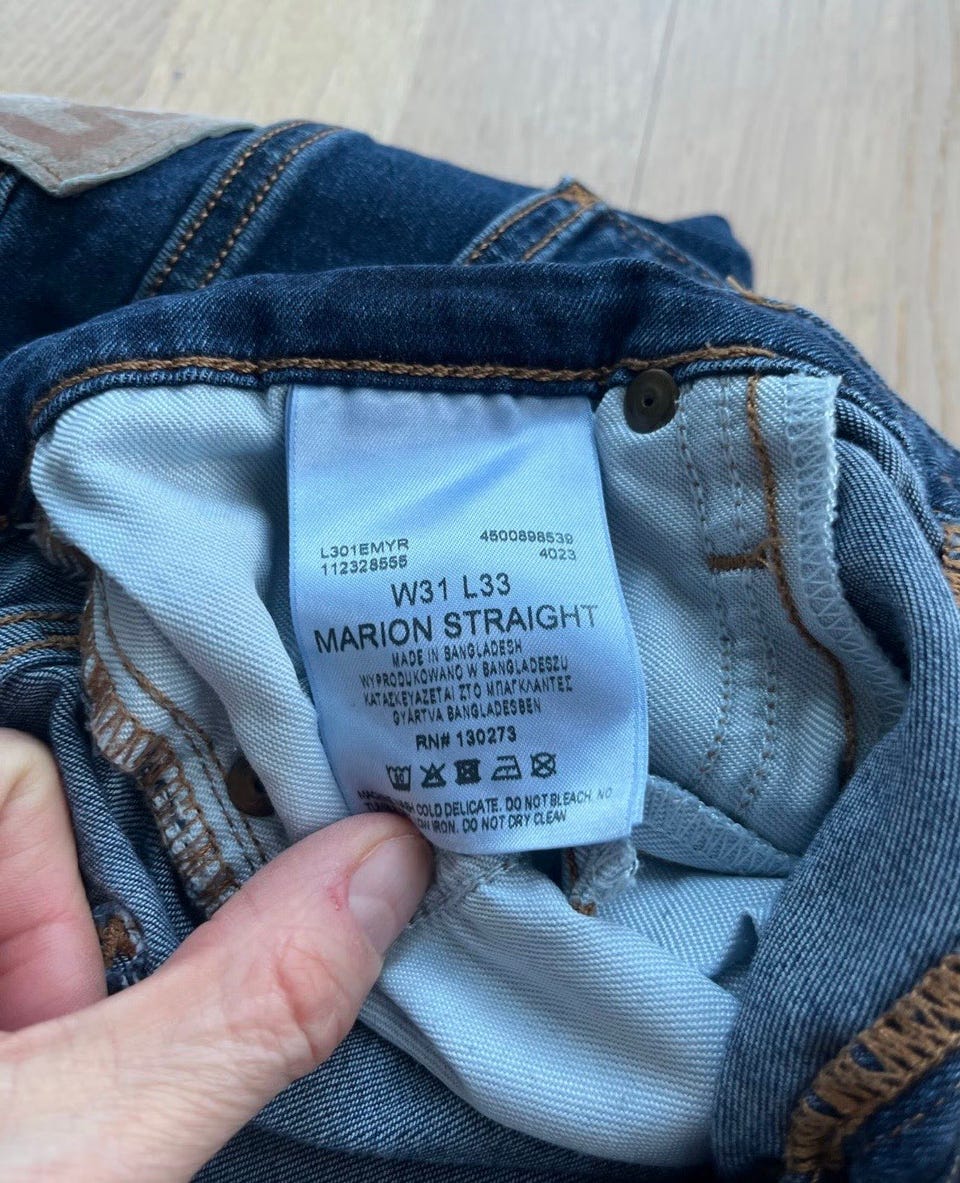 L301EMYR 4500898539
112328555 4023
W31 L33
MARION STRAIGHT
MADE IN BANGLADESH
WYPRODUKOWANO W BANGLADESZU
ΚΑΤΑΣΚΕΥΑΖΕΤΑΙ ΣΤΟ ΜΠΑΓΚΛΑΝΤΕΣ
GYÁRTVA BANGLADESBEN
RN# 130273
COLD DELICATE. DO NOT BLEACH. NO
IRON. DO NOT DRY CLEAN